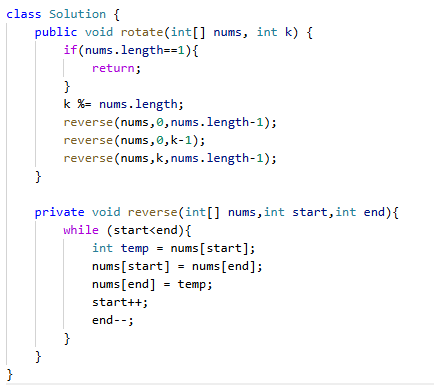 class Solution {
    public void rotate(int[] nums, int k) {
        if(nums.length==1){
            return;
        }
        k %= nums.length;
        reverse(nums,0,nums.length-1);
        reverse(nums,0,k-1);
        reverse(nums,k,nums.length-1);
    }

    private void reverse(int[] nums,int start,int end){
        while (start<end){
            int temp = nums[start];
            nums[start] = nums[end];
            nums[end] = temp;
            start++;
            end--;
        }
    }
}